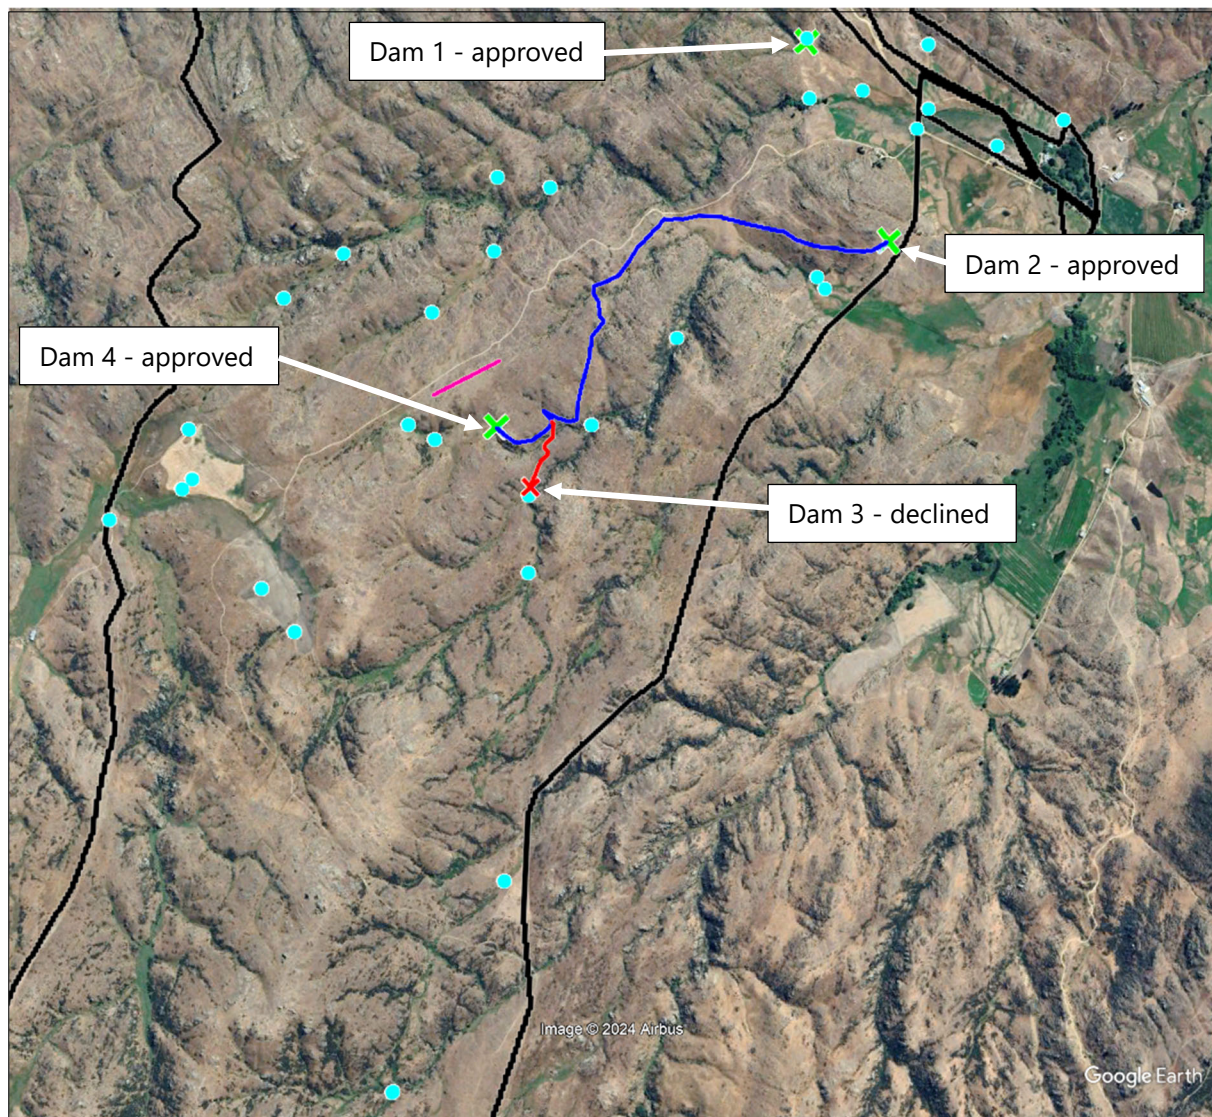 Dam 1 - approved
Dam 2 - approved
Dam 4 - approved
Dam 3 - declined
Image © 2024 Airbus
Google Earth